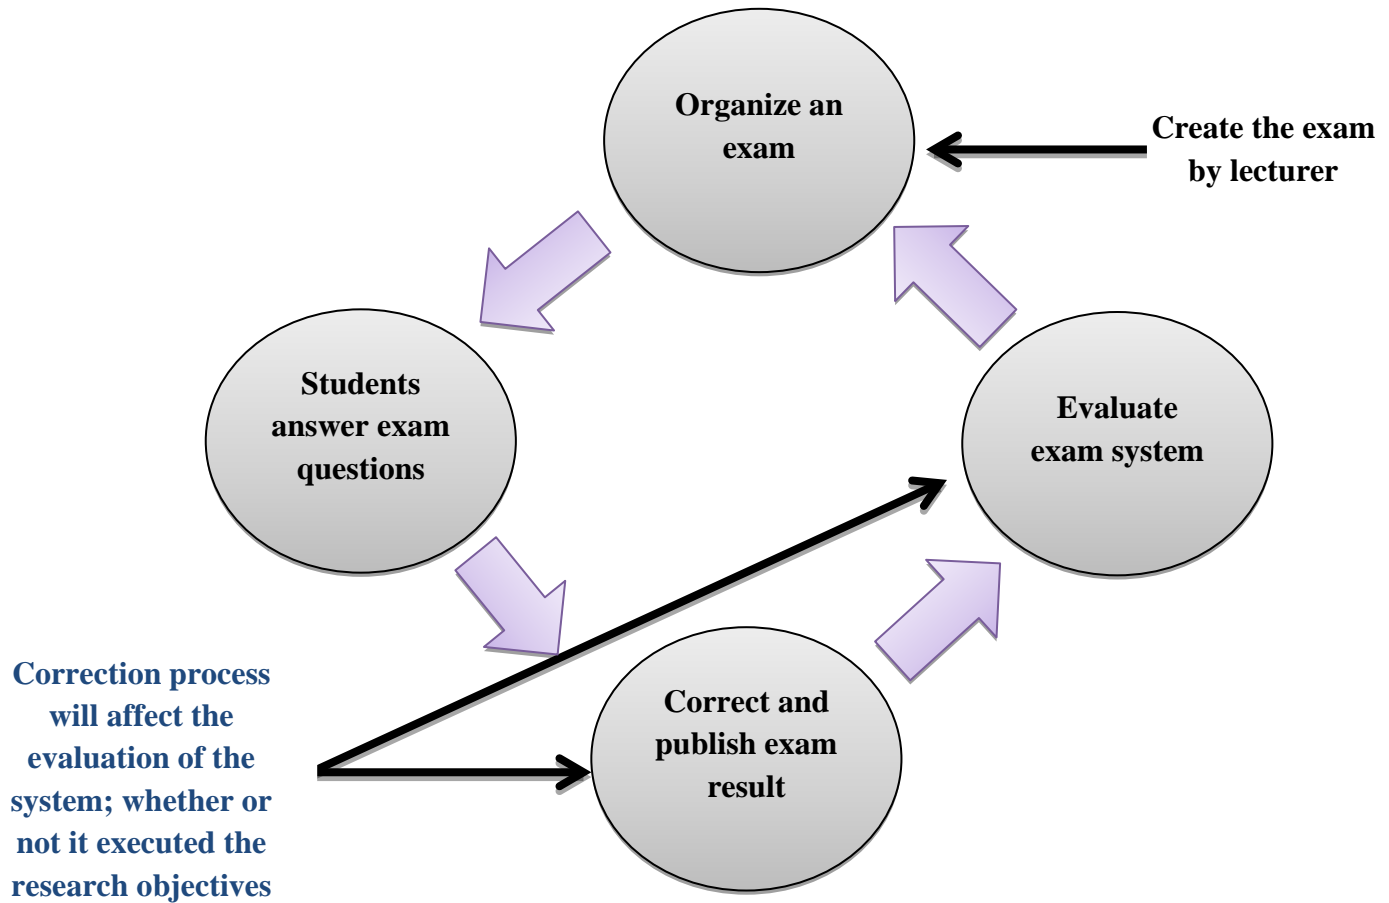 Organize an
exam
Create the exam
by lecturer
Students
answer exam
questions
Evaluate
exam system
Correction process
will affect the
evaluation of the
system; whether or
not it executed the
research objectives
Correct and
publish exam
result